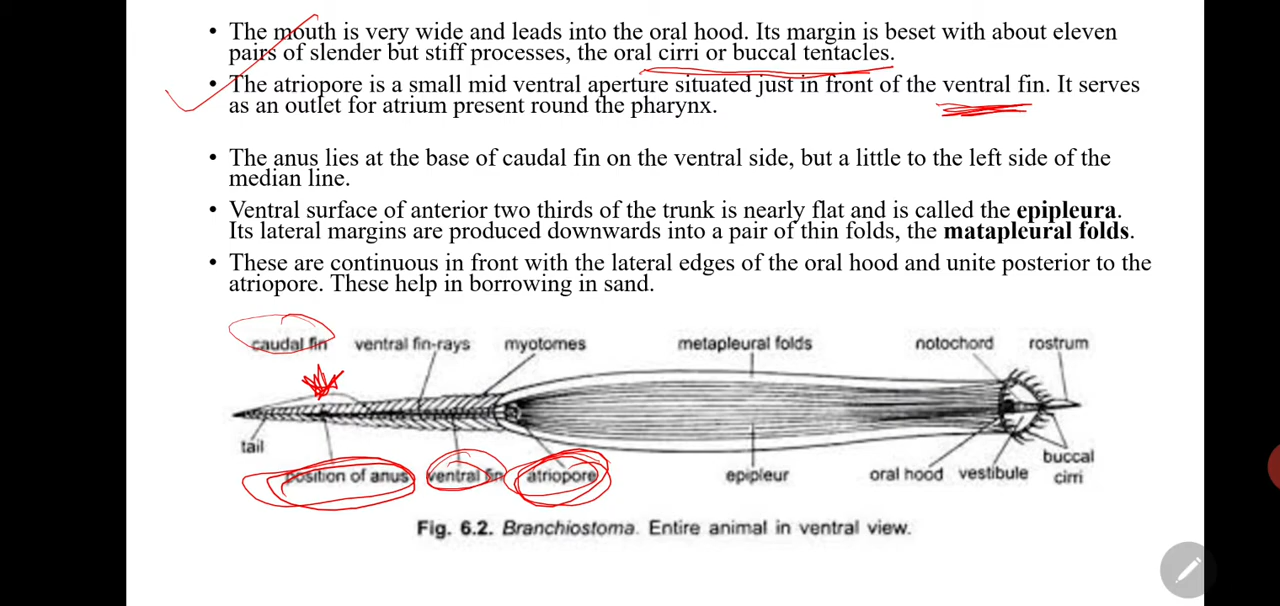 • The mouth is very wide and leads into the oral hood. Its margin is beset with about eleven
pairs of slender but stiff processes, the oral cirri or buccal tentacles.
• The atriopore is a small mid ventral aperture situated just in front of the ventral fin. It serves
as an outlet for atrium present round the pharynx.
• The anus lies at the base of caudal fin on the ventral side, but a little to the left side of the
median line.
• Ventral surface of anterior two thirds of the trunk is nearly flat and is called the epipleura.
Its lateral margins are produced downwards into a pair of thin folds, the matapleural folds.
• These are continuous in front with the lateral edges of the oral hood and unite posterior to the
atriopore. These help in borrowing in sand.
caudal fin ventral fin-rays myotomes metapleural folds notochord rostrum
tail
position of anus ventral fin atriopore epipleur oral hood vestibule buccal
cirri
Fig. 6.2. Branchiostoma. Entire animal in ventral view.